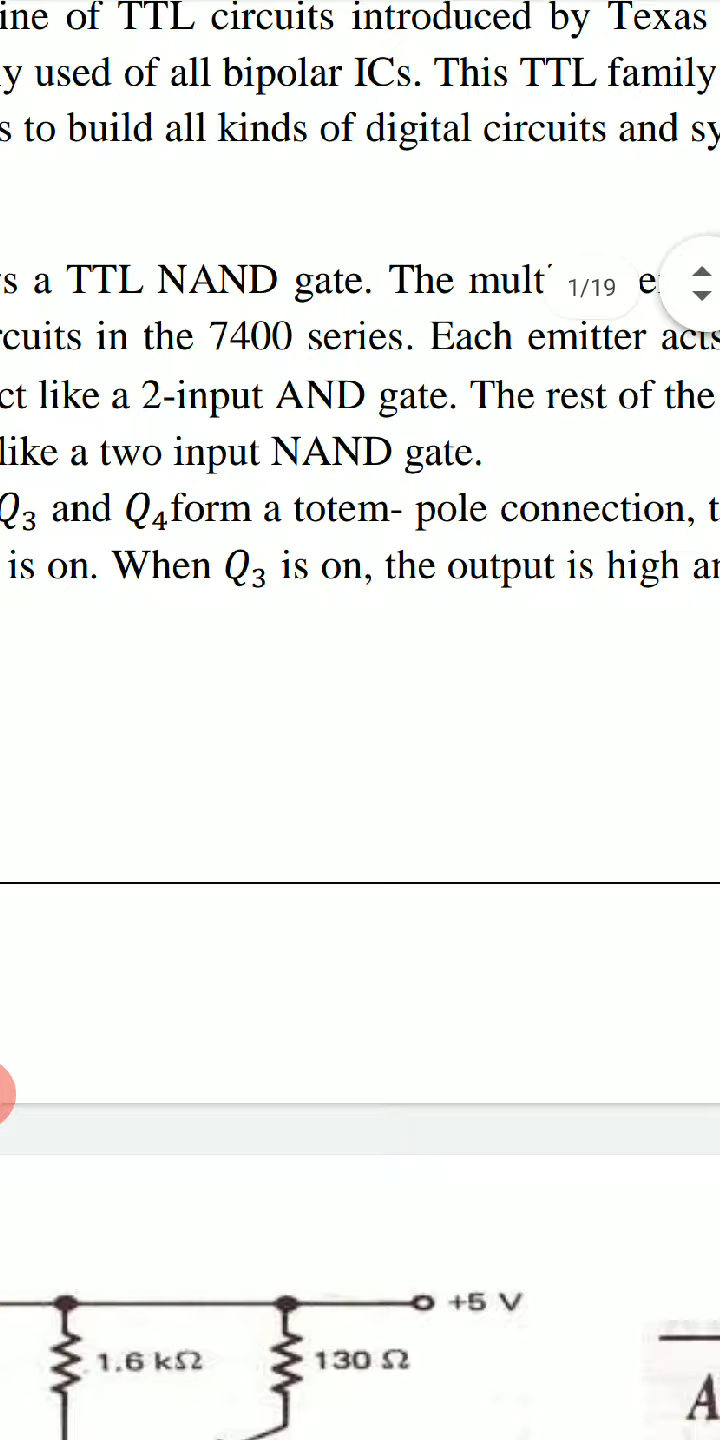 ine of TTL circuits introduced by Texas
y used of all bipolar ICs. This TTL family
s to build all kinds of digital circuits and sy
s a TTL NAND gate. The mult
1/19
rcuits in the 7400 series. Each emitter acts
ct like a 2-input AND gate. The rest of the
like a two input NAND gate.
Q₃ and Q₄form a totem- pole connection, t
is on. When Q₃ is on, the output is high an
+5 V
1.6 kΩ
130 Ω
A